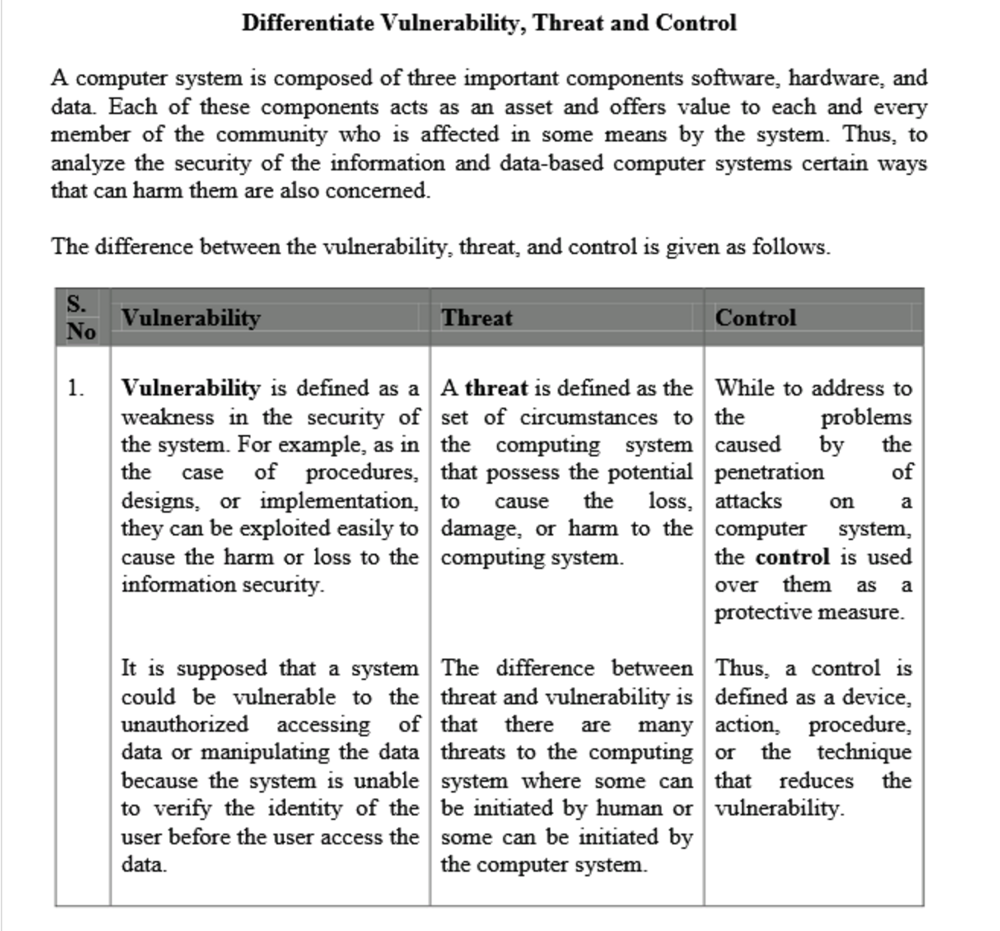 Differentiate Vulnerability, Threat and Control
A computer system is composed of three important components software, hardware, and
data. Each of these components acts as an asset and offers value to each and every
member of the community who is affected in some means by the system. Thus, to
analyze the security of the information and data-based computer systems certain ways
that can harm them are also concerned.
The difference between the vulnerability, threat, and control is given as follows.
S.
No
Vulnerability
Threat
Control
1.
Vulnerability is defined as a
weakness in the security of
the system. For example, as in
the case of procedures,
designs, or implementation,
they can be exploited easily to
cause the harm or loss to the
information security.
It is supposed that a system
could be vulnerable to the
unauthorized accessing of
data or manipulating the data
because the system is unable
to verify the identity of the
user before the user access the
data.
A threat is defined as the
set of circumstances to
the computing system
that possess the potential
to cause the loss,
damage, or harm to the
computing system.
The difference between
threat and vulnerability is
that there are many
threats to the computing
system where some can
be initiated by human or
some can be initiated by
the computer system.
While to address to
the problems
caused by the
penetration of
attacks on a
computer system,
the control is used
over them as a
protective measure.
Thus, a control is
defined as a device,
action, procedure,
or the technique
that reduces the
vulnerability.